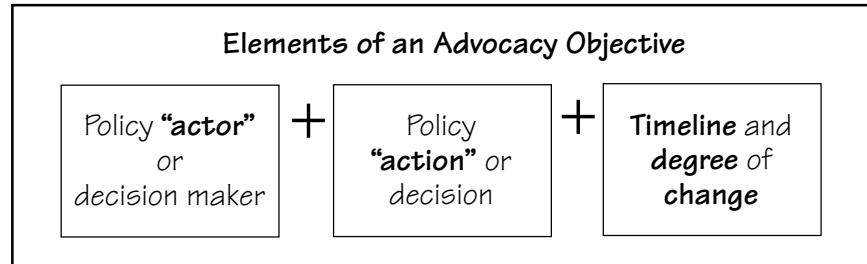 Elements of an Advocacy Objective
Policy “actor”
or
decision maker
+
Policy
“action” or
decision
+
Timeline and
degree of
change